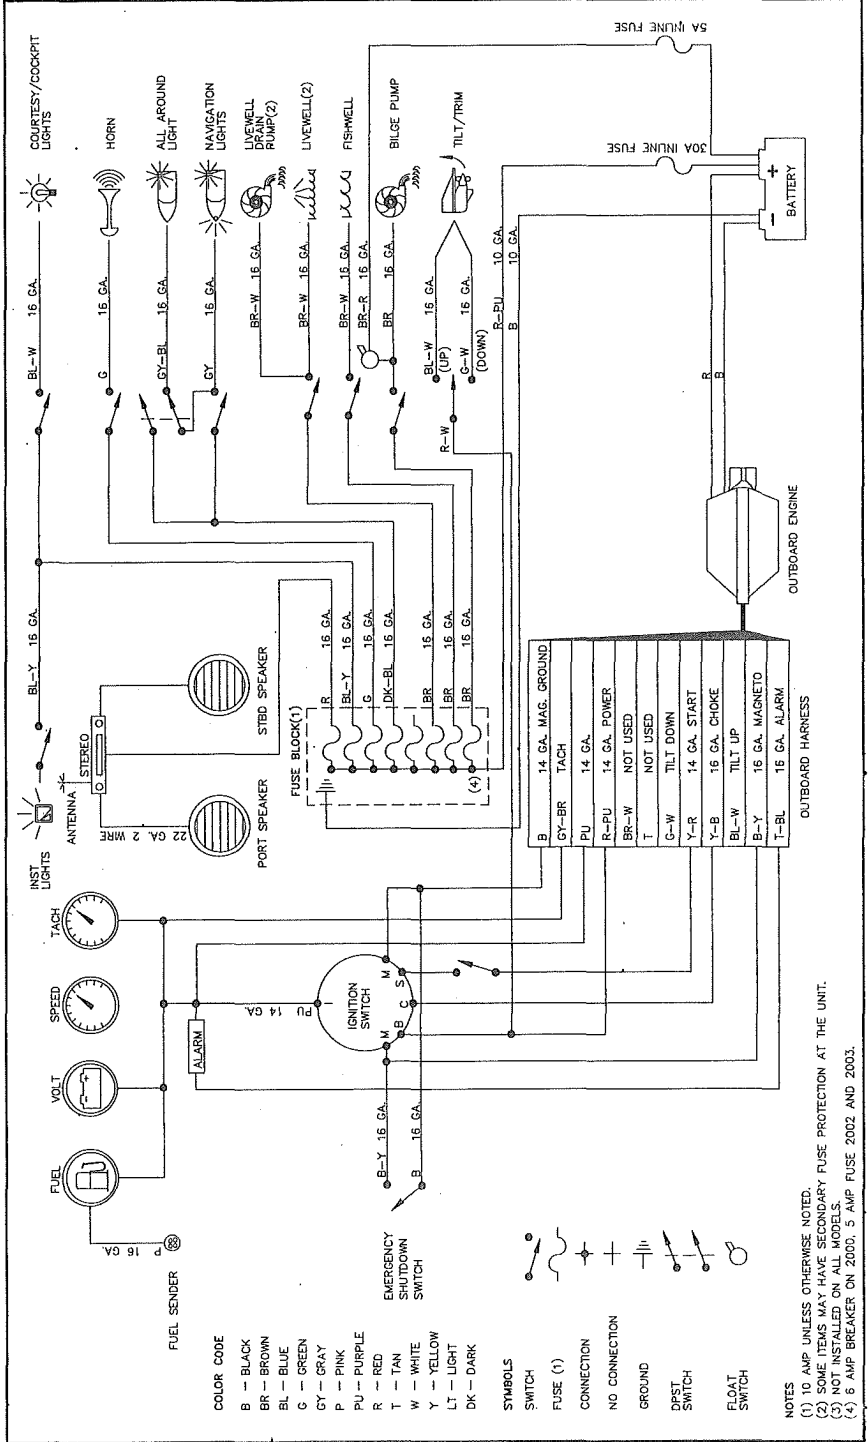 COURTESY/COCKPIT
LIGHTS
HORN
ALL AROUND
LIGHT
NAVIGATION
LIGHTS
LIVEWELL
DRAIN
PUMP(2)
LIVEWELL(2)
FISHWELL
BILGE PUMP
TILT/TRIM
5A INLINE FUSE
30A INLINE FUSE
BATTERY
+
−
BL-W 16 GA.
G 16 GA.
GY-BL 16 GA.
GY 16 GA.
BR-W 16 GA.
BR-W 16 GA.
BR-W 16 GA.
BR-R 16 GA.
BR 16 GA.
BL-W 16 GA.
(UP)
G-W 16 GA.
(DOWN)
R-W
R-PU 10 GA.
B 10 GA.
R
B
OUTBOARD ENGINE
INST
LIGHTS
BL-Y 16 GA.
ANTENNA
STEREO
22 GA. 2 WIRE
STBD SPEAKER
PORT SPEAKER
FUSE BLOCK(1)
R 16 GA.
BL-Y 16 GA.
G 16 GA.
DK-BL 16 GA.
BR 16 GA.
BR 16 GA.
BR 16 GA.
(4)
B 14 GA. MAG. GROUND
GY-BR TACH
PU 14 GA.
R-PU 14 GA. POWER
BR-W NOT USED
T NOT USED
G-W TILT DOWN
Y-R 14 GA. START
Y-B 16 GA. CHOKE
BL-W TILT UP
B-Y 16 GA. MAGNETO
T-BL 16 GA. ALARM
OUTBOARD HARNESS
TACH
SPEED
VOLT
+ −
FUEL
P 16 GA.
FUEL SENDER
ALARM
PU 14 GA.
I
IGNITION
SWITCH
M
S
C
B
M
B-Y 16 GA.
B 16 GA.
EMERGENCY
SHUTDOWN
SWITCH
COLOR CODE
B - BLACK
BR - BROWN
BL - BLUE
G - GREEN
GY - GRAY
P - PINK
PU - PURPLE
R - RED
T - TAN
W - WHITE
Y - YELLOW
LT - LIGHT
DK - DARK
SYMBOLS
SWITCH
FUSE (1)
CONNECTION
NO CONNECTION
GROUND
DPST
SWITCH
FLOAT
SWITCH
NOTES
(1) 10 AMP UNLESS OTHERWISE NOTED.
(2) SOME ITEMS MAY HAVE SECONDARY FUSE PROTECTION AT THE UNIT.
(3) NOT INSTALLED ON ALL MODELS.
(4) 6 AMP BREAKER ON 2000, 5 AMP FUSE 2002 AND 2003.